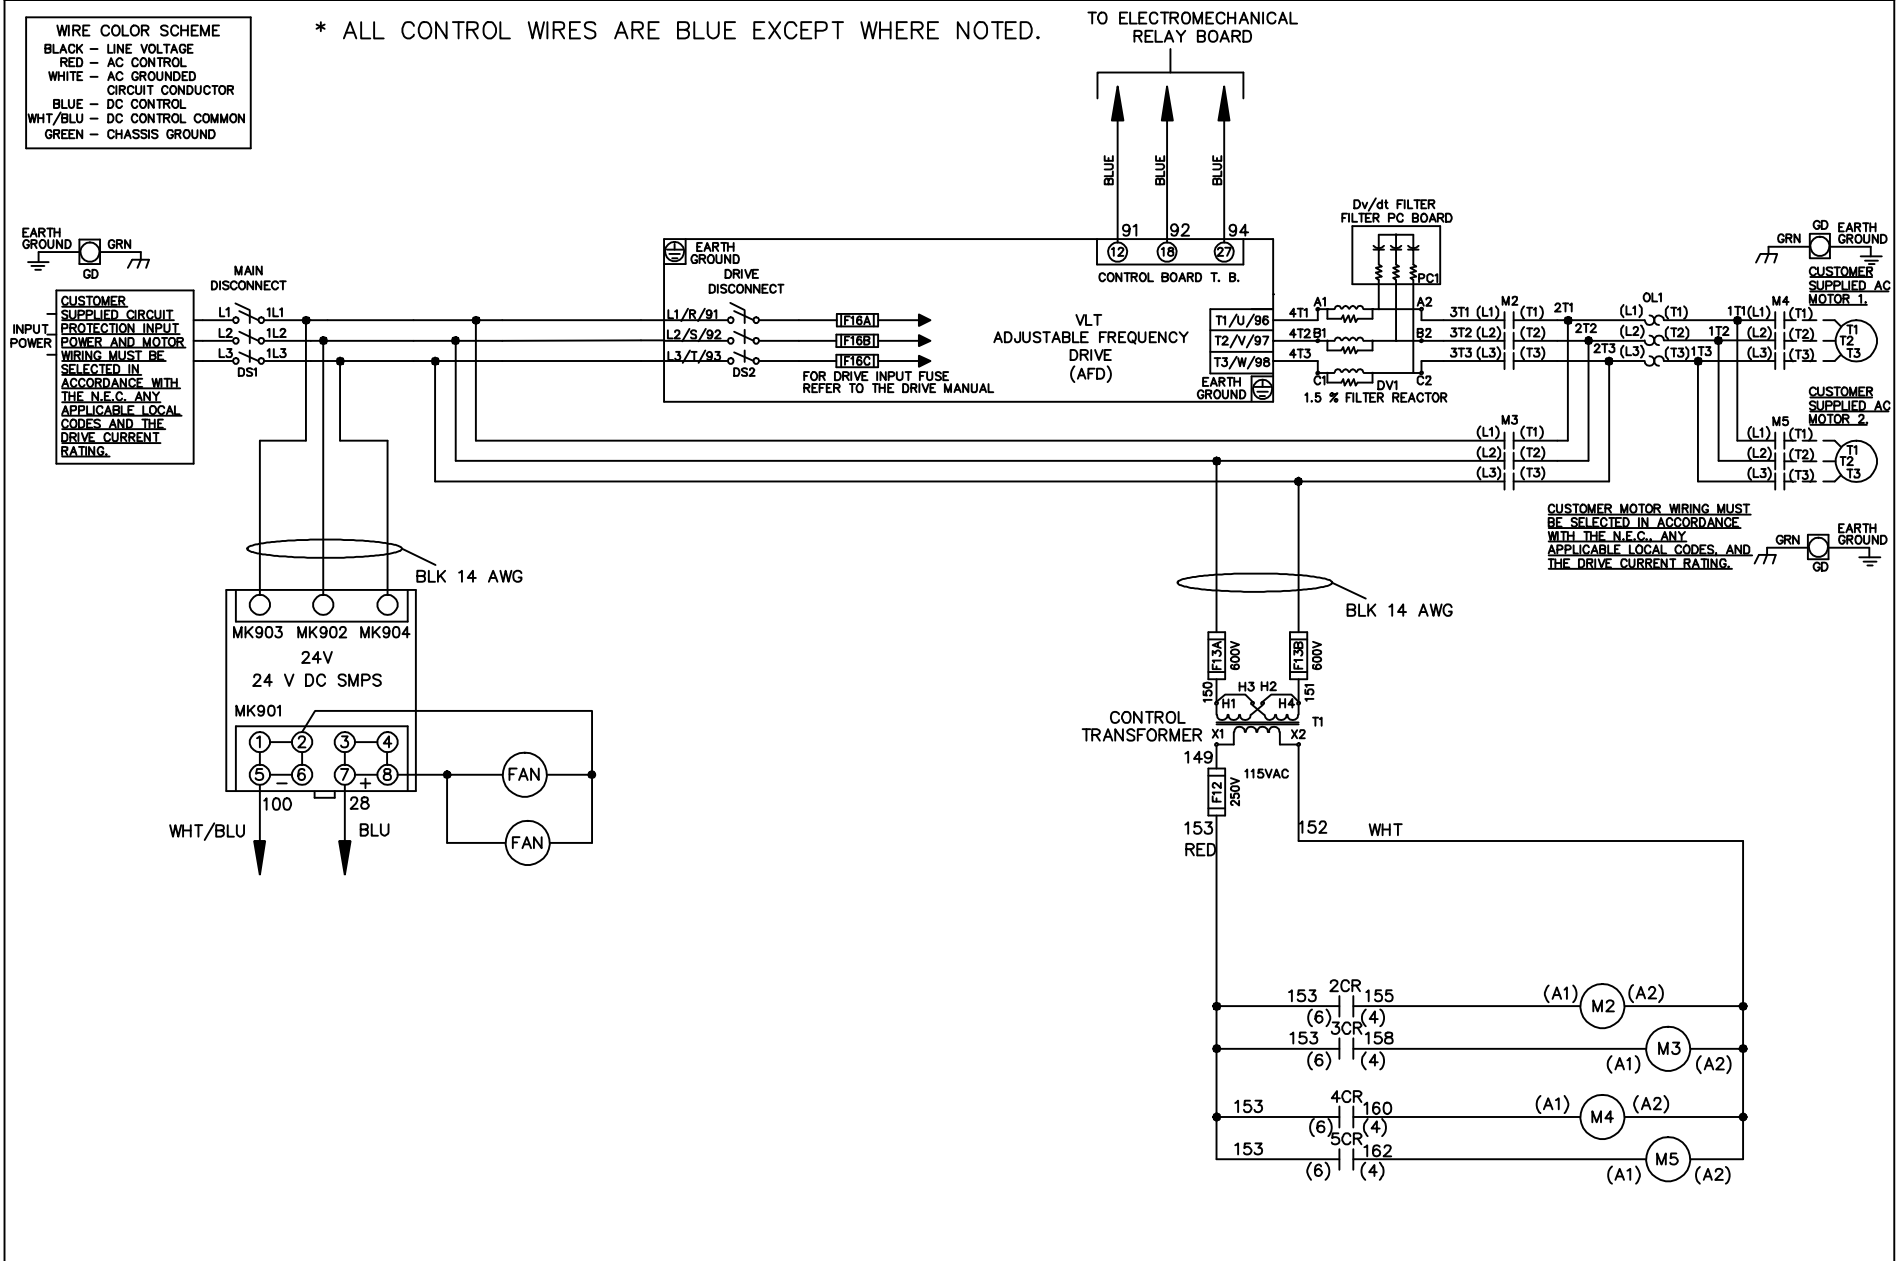 WIRE COLOR SCHEME
BLACK – LINE VOLTAGE
RED – AC CONTROL
WHITE – AC GROUNDED
CIRCUIT CONDUCTOR
BLUE – DC CONTROL
WHT/BLU – DC CONTROL COMMON
GREEN – CHASSIS GROUND
* ALL CONTROL WIRES ARE BLUE EXCEPT WHERE NOTED.
TO ELECTROMECHANICAL
RELAY BOARD
BLUE
BLUE
BLUE
91 92 94
12 18 27
CONTROL BOARD T. B.
EARTH
GROUND
GRN
GD
MAIN
DISCONNECT
INPUT
POWER
CUSTOMER
SUPPLIED CIRCUIT
PROTECTION INPUT
POWER AND MOTOR
WIRING MUST BE
SELECTED IN
ACCORDANCE WITH
THE N.E.C. ANY
APPLICABLE LOCAL
CODES AND THE
DRIVE CURRENT
RATING.
L1 1L1
L2 1L2
L3 1L3
DS1
EARTH
GROUND
DRIVE
DISCONNECT
L1/R/91
L2/S/92
L3/T/93
DS2
IF16A
IF16B
IF16C
FOR DRIVE INPUT FUSE
REFER TO THE DRIVE MANUAL
VLT
ADJUSTABLE FREQUENCY
DRIVE
(AFD)
T1/U/96
T2/V/97
T3/W/98
EARTH
GROUND
4T1
4T2
4T3
Dv/dt FILTER
FILTER PC BOARD
PC1
A1 A2
B1 B2
C1 C2
DV1
1.5 % FILTER REACTOR
M2
3T1 (L1) (T1) 2T1
3T2 (L2) (T2) 2T2
3T3 (L3) (T3) 2T3
OL1
(L1) (T1)
(L2) (T2) 1T2
(L3) (T3) 1T3
M4
1T1 (L1) (T1)
(L2) (T2)
(L3) (T3)
T1
T2
T3
GRN
GD
EARTH
GROUND
CUSTOMER
SUPPLIED AC
MOTOR 1.
CUSTOMER
SUPPLIED AC
MOTOR 2.
M3
(L1) (T1)
(L2) (T2)
(L3) (T3)
M5
(L1) (T1)
(L2) (T2)
(L3) (T3)
T1
T2
T3
CUSTOMER MOTOR WIRING MUST
BE SELECTED IN ACCORDANCE
WITH THE N.E.C., ANY
APPLICABLE LOCAL CODES, AND
THE DRIVE CURRENT RATING.
GRN
GD
EARTH
GROUND
BLK 14 AWG
MK903 MK902 MK904
24V
24 V DC SMPS
MK901
1 2 3 4
5 – 6 7 + 8
100 28
WHT/BLU
BLU
FAN
FAN
BLK 14 AWG
F13A
600V
F13B
600V
150
151
H3 H2
H1 H4
T1
CONTROL
TRANSFORMER
X1 X2
149
115VAC
F12
250V
153
RED
152 WHT
2CR
153 155
(6) (4)
(A1) M2 (A2)
3CR
153 158
(6) (4)
(A1) M3 (A2)
4CR
153 160
(6) (4)
(A1) M4 (A2)
5CR
153 162
(6) (4)
(A1) M5 (A2)